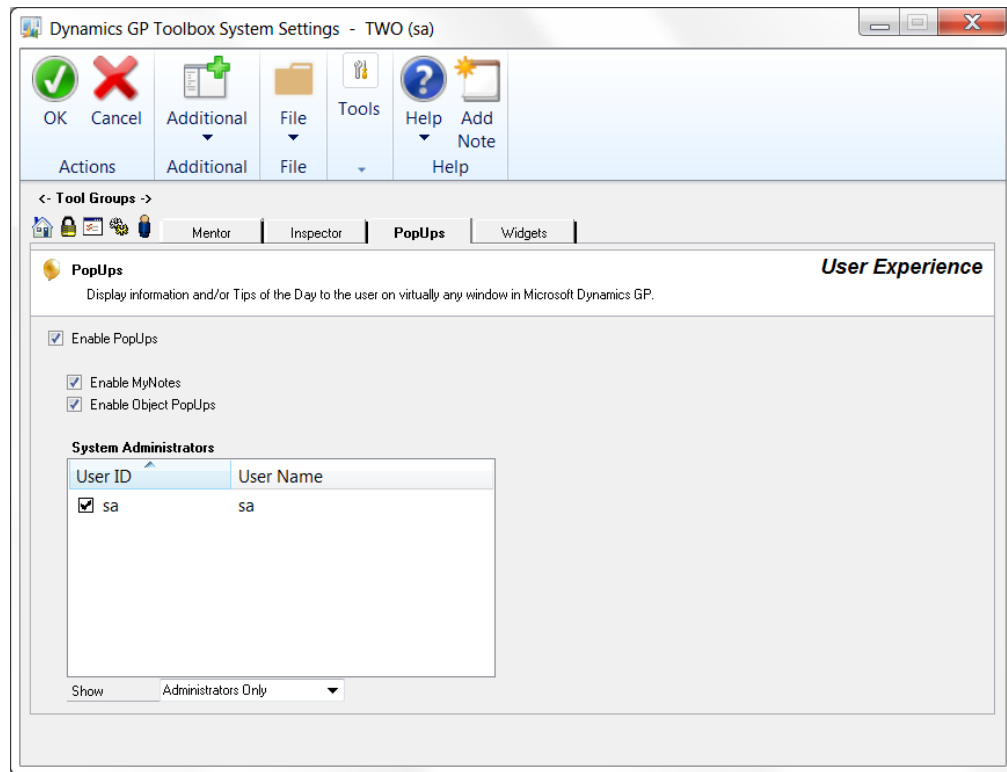 Dynamics GP Toolbox System Settings - TWO (sa)
OK Cancel Additional File Tools Help Add Note
Actions Additional File Help
<- Tool Groups ->
Mentor Inspector PopUps Widgets
PopUps User Experience
Display information and/or Tips of the Day to the user on virtually any window in Microsoft Dynamics GP.
Enable PopUps
Enable MyNotes
Enable Object PopUps
System Administrators
User ID User Name
sa sa
Show Administrators Only